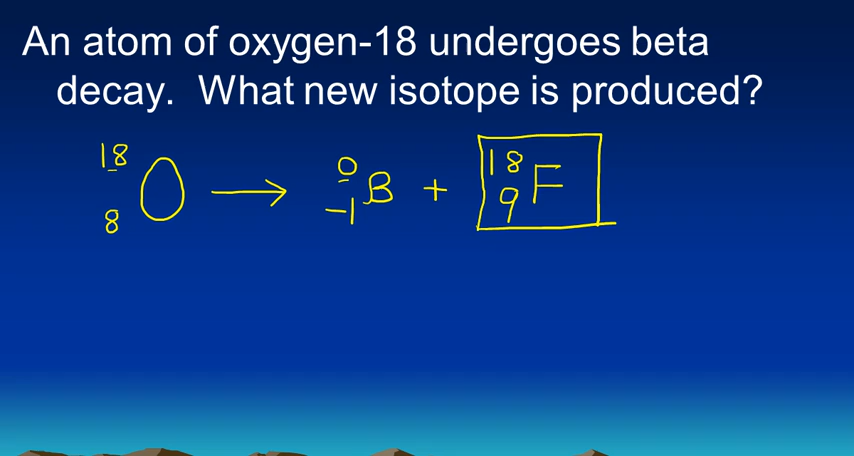 An atom of oxygen-18 undergoes beta
decay. What new isotope is produced?
18 8 O → 0 -1 B + 18 9 F